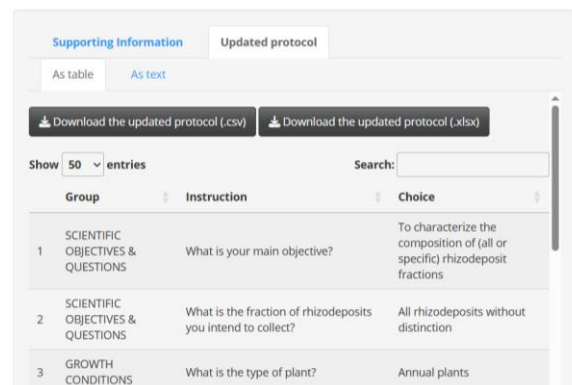 Supporting Information Updated protocol
As table As text
Download the updated protocol (.csv) Download the updated protocol (.xlsx)
Show 50 entries Search:
Group Instruction Choice
1 SCIENTIFIC OBJECTIVES & QUESTIONS What is your main objective? To characterize the composition of (all or specific) rhizodeposit fractions
2 SCIENTIFIC OBJECTIVES & QUESTIONS What is the fraction of rhizodeposits you intend to collect? All rhizodeposits without distinction
3 GROWTH CONDITIONS What is the type of plant? Annual plants